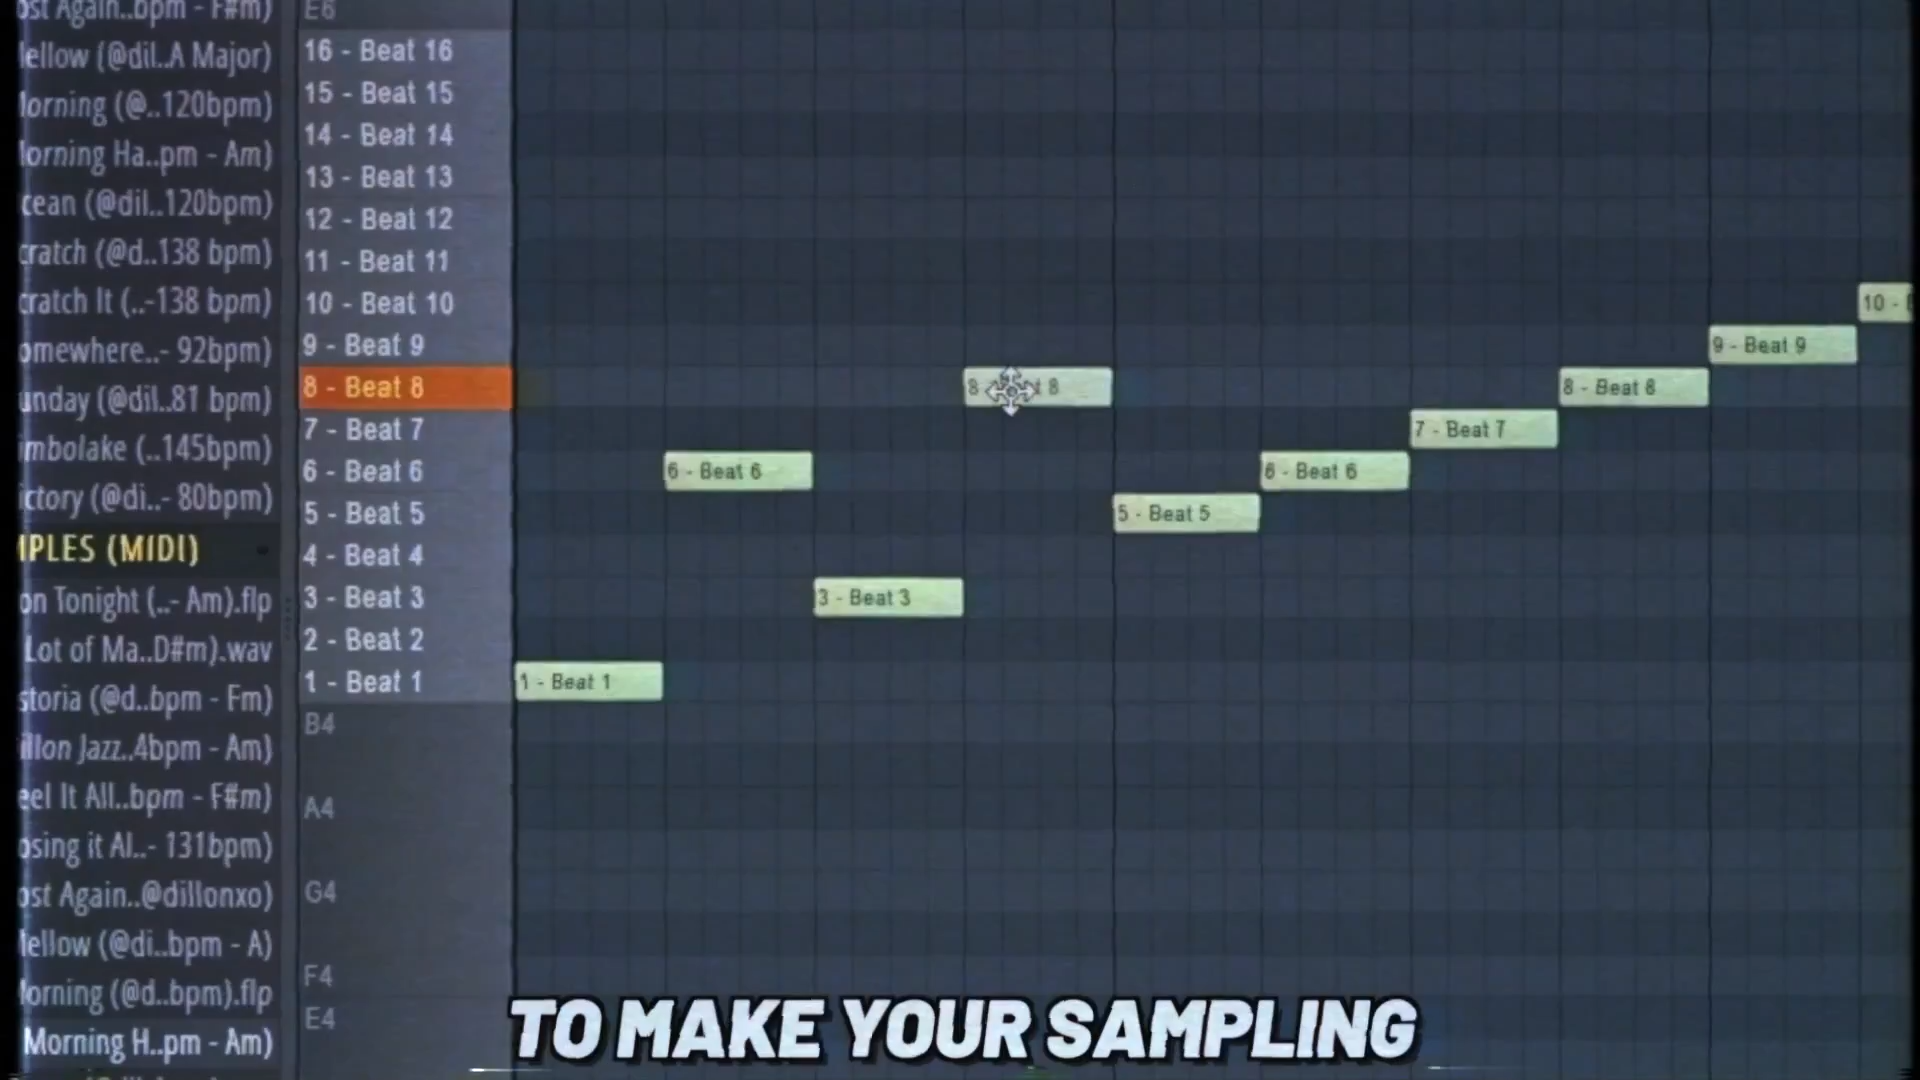 ost Again..bpm - F#m)
ellow (@dil..A Major)
orning (@..120bpm)
orning Ha..pm - Am)
cean (@dil..120bpm)
cratch (@d..138 bpm)
cratch It (..-138 bpm)
omewhere..- 92bpm)
unday (@dil..81 bpm)
imbolake (..145bpm)
ictory (@di..- 80bpm)
MPLES (MIDI)
on Tonight (..- Am).flp
Lot of Ma..D#m).wav
storia (@d..bpm - Fm)
illon Jazz..4bpm - Am)
eel It All..bpm - F#m)
osing it Al..- 131bpm)
ost Again..@dillonxo)
ellow (@di..bpm - A)
orning (@d..bpm).flp
Morning H..pm - Am)
E6
16 - Beat 16
15 - Beat 15
14 - Beat 14
13 - Beat 13
12 - Beat 12
11 - Beat 11
10 - Beat 10
9 - Beat 9
8 - Beat 8
7 - Beat 7
6 - Beat 6
5 - Beat 5
4 - Beat 4
3 - Beat 3
2 - Beat 2
1 - Beat 1
B4
A4
G4
F4
E4
1 - Beat 1
6 - Beat 6
3 - Beat 3
8
5 - Beat 5
6 - Beat 6
7 - Beat 7
8 - Beat 8
9 - Beat 9
10 -
TO MAKE YOUR SAMPLING